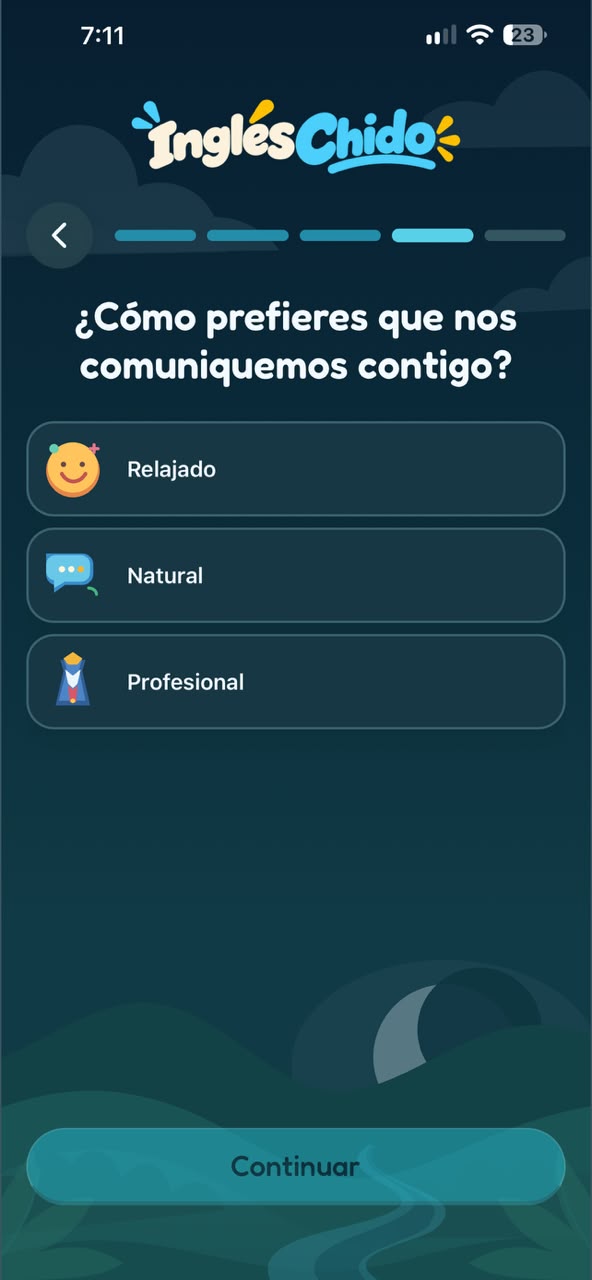 7:11
23
InglésChido
¿Cómo prefieres que nos
comuniquemos contigo?
Relajado
Natural
Profesional
Continuar